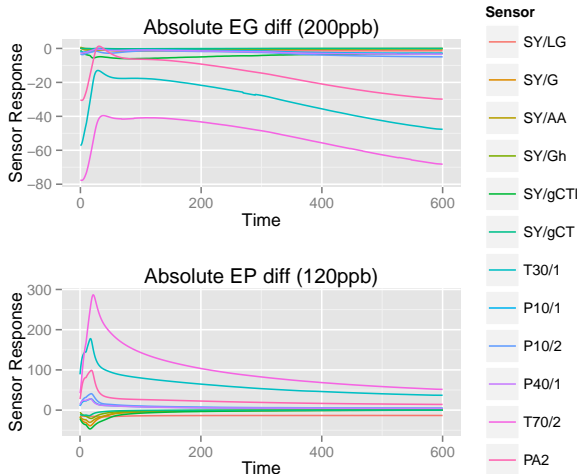 Absolute EG diff (200ppb)
Sensor Response
0
−20
−40
−60
−80
0
200
400
600
Time
Absolute EP diff (120ppb)
Sensor Response
300
200
100
0
0
200
400
600
Time
Sensor
SY/LG
SY/G
SY/AA
SY/Gh
SY/gCTl
SY/gCT
T30/1
P10/1
P10/2
P40/1
T70/2
PA2